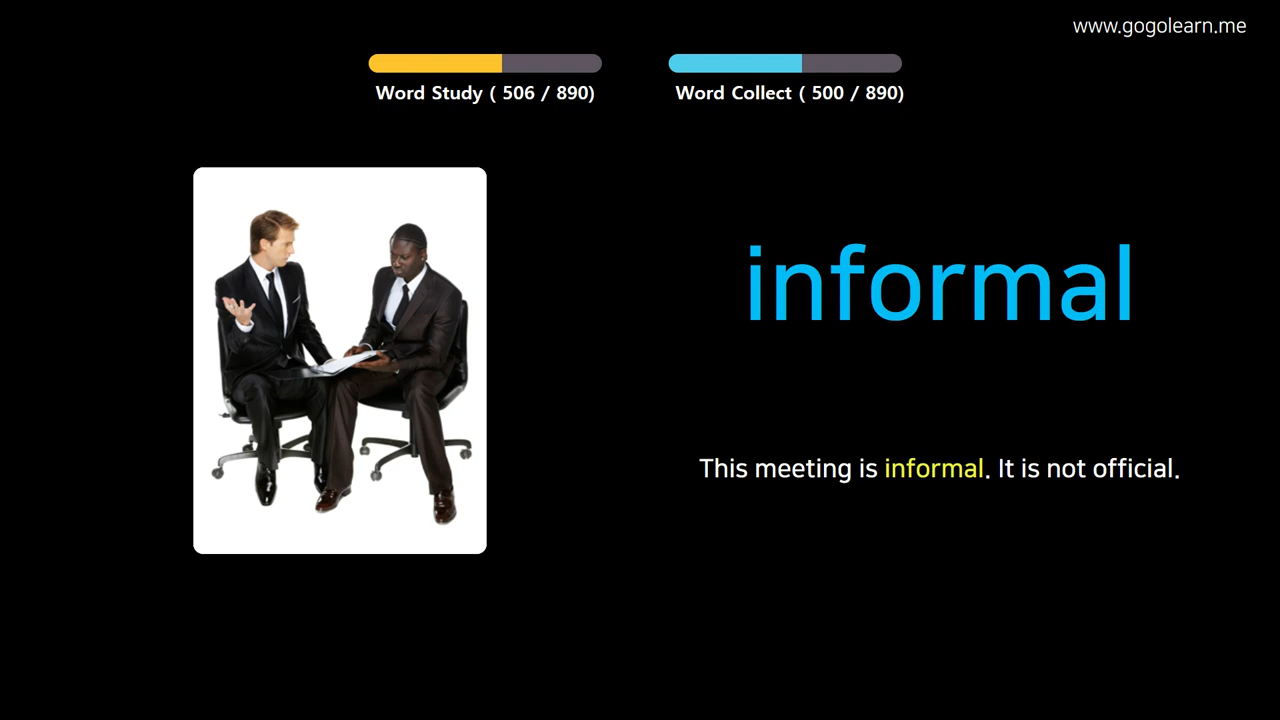 www.gogolearn.me
Word Study ( 506 / 890)
Word Collect ( 500 / 890)
informal
This meeting is informal. It is not official.